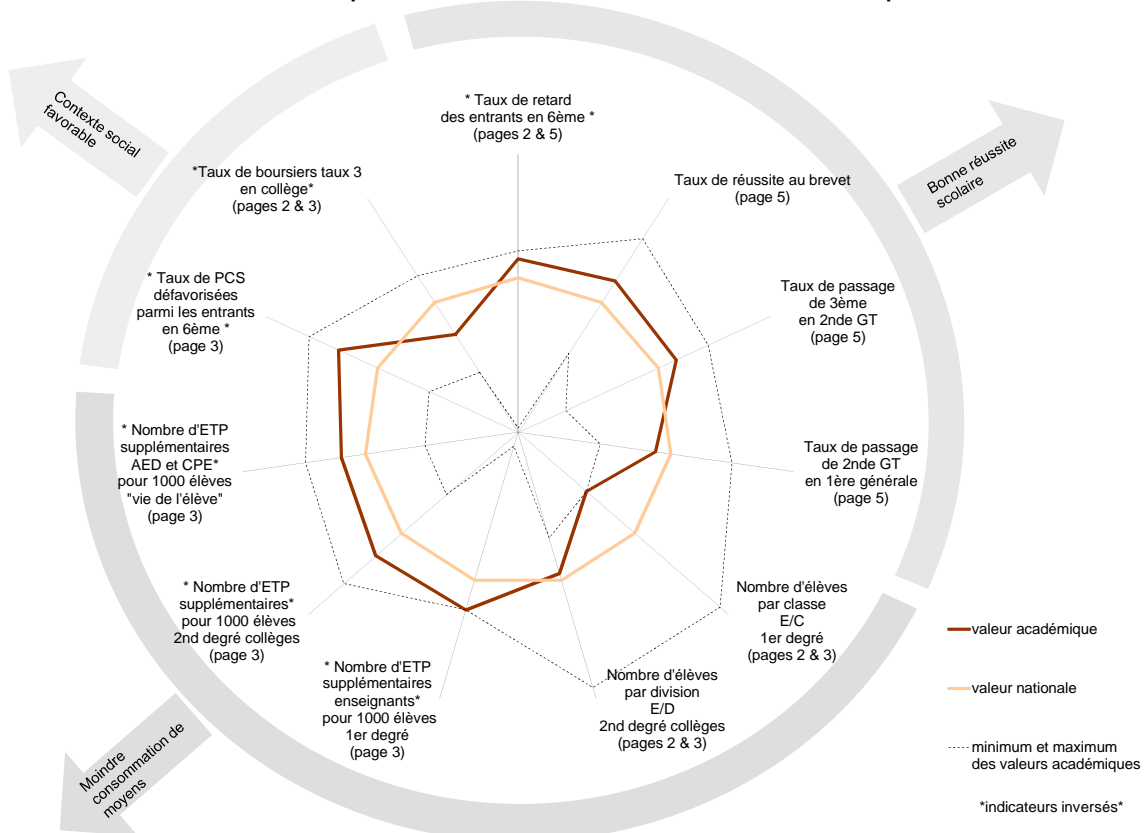 * Taux de retard
des entrants en 6ème *
(pages 2 & 5)
Taux de réussite au brevet
(page 5)
Taux de passage
de 3ème
en 2nde GT
(page 5)
Taux de passage
de 2nde GT
en 1ère générale
(page 5)
Nombre d'élèves
par classe
E/C
1er degré
(pages 2 & 3)
Nombre d'élèves
par division
E/D
2nd degré collèges
(pages 2 & 3)
* Nombre d'ETP
supplémentaires
enseignants*
pour 1000 élèves
1er degré
(page 3)
* Nombre d'ETP
supplémentaires*
pour 1000 élèves
2nd degré collèges
(page 3)
* Nombre d'ETP
supplémentaires
AED et CPE*
pour 1000 élèves
"vie de l'élève"
(page 3)
* Taux de PCS
défavorisées
parmi les entrants
en 6ème *
(page 3)
*Taux de boursiers taux 3
en collège*
(pages 2 & 3)
Contexte social
favorable
Bonne réussite
scolaire
Moindre
consommation de
moyens
valeur académique
valeur nationale
minimum et maximum
des valeurs académiques
*indicateurs inversés*